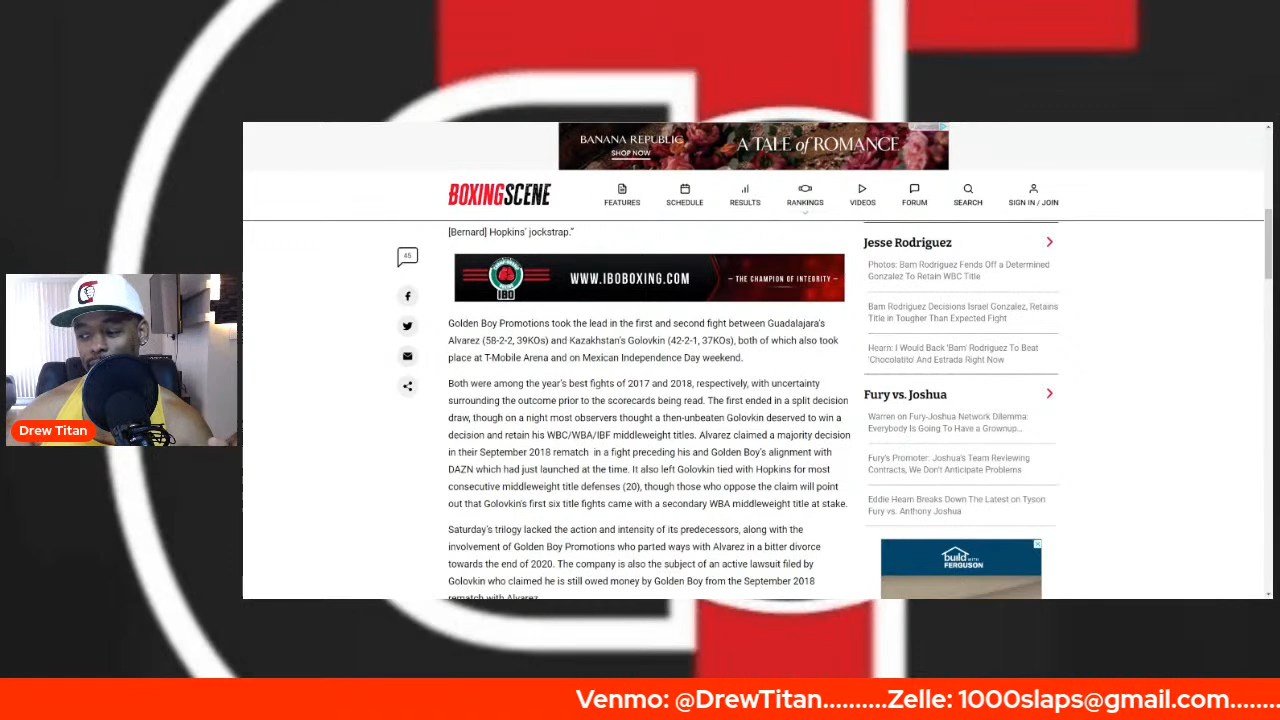 BANANA REPUBLIC
SHOP NOW
A TALE of ROMANCE
BOXINGSCENE
FEATURES
SCHEDULE
RESULTS
RANKINGS
VIDEOS
FORUM
SEARCH
SIGN IN / JOIN
45
[Bernard] Hopkins' jockstrap."
IBO
WWW.IBOBOXING.COM
— THE CHAMPION OF INTEGRITY —
Golden Boy Promotions took the lead in the first and second fight between Guadalajara's
Alvarez (58-2-2, 39KOs) and Kazakhstan's Golovkin (42-2-1, 37KOs), both of which also took
place at T-Mobile Arena and on Mexican Independence Day weekend.
Both were among the year's best fights of 2017 and 2018, respectively, with uncertainty
surrounding the outcome prior to the scorecards being read. The first ended in a split decision
draw, though on a night most observers thought a then-unbeaten Golovkin deserved to win a
decision and retain his WBC/WBA/IBF middleweight titles. Alvarez claimed a majority decision
in their September 2018 rematch in a fight preceding his and Golden Boy's alignment with
DAZN which had just launched at the time. It also left Golovkin tied with Hopkins for most
consecutive middleweight title defenses (20), though those who oppose the claim will point
out that Golovkin's first six title fights came with a secondary WBA middleweight title at stake.
Saturday's trilogy lacked the action and intensity of its predecessors, along with the
involvement of Golden Boy Promotions who parted ways with Alvarez in a bitter divorce
towards the end of 2020. The company is also the subject of an active lawsuit filed by
Golovkin who claimed he is still owed money by Golden Boy from the September 2018
rematch with Alvarez.
Jesse Rodriguez
Photos: Bam Rodriguez Fends Off a Determined
Gonzalez To Retain WBC Title
Bam Rodriguez Decisions Israel Gonzalez, Retains
Title in Tougher Than Expected Fight
Hearn: I Would Back 'Bam' Rodriguez To Beat
'Chocolatito' And Estrada Right Now
Fury vs. Joshua
Warren on Fury-Joshua Network Dilemma:
Everybody Is Going To Have a Grownup...
Fury's Promoter: Joshua's Team Reviewing
Contracts, We Don't Anticipate Problems
Eddie Hearn Breaks Down The Latest on Tyson
Fury vs. Anthony Joshua
build with
FERGUSON
Drew Titan
Venmo: @DrewTitan..........Zelle: 1000slaps@gmail.com........